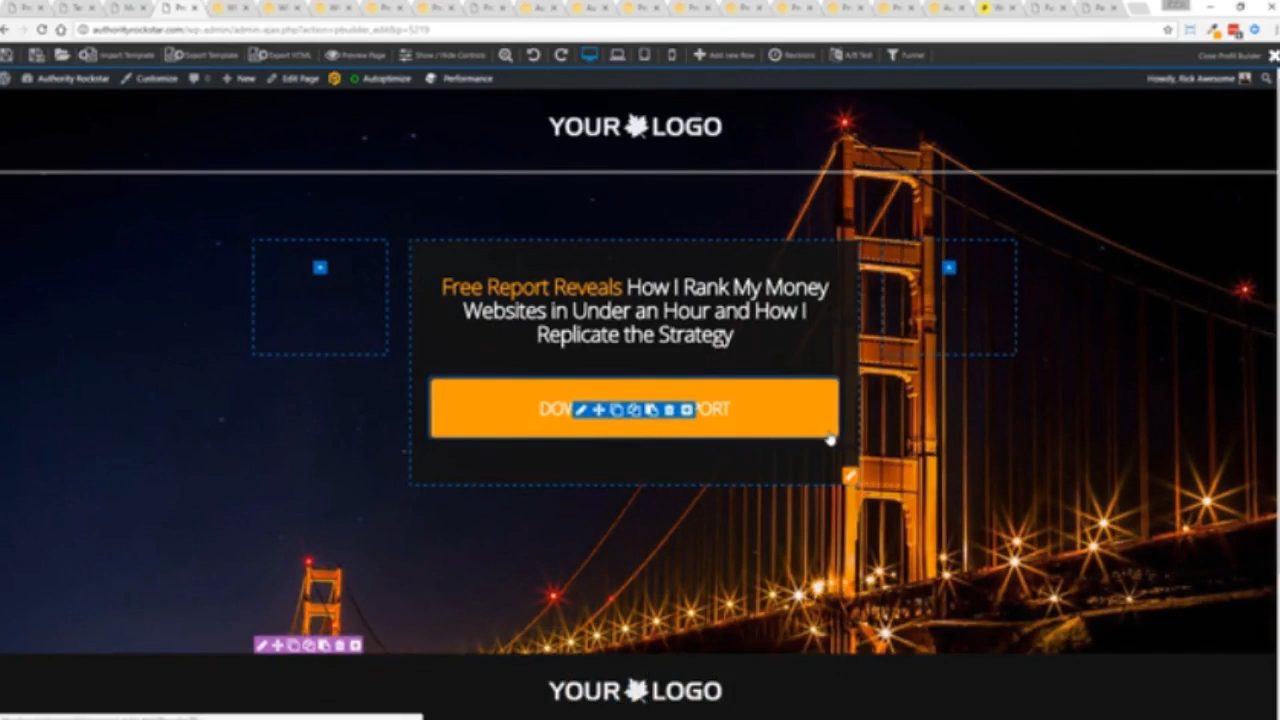 authorityrockstar.com/wp-admin/admin-ajax.php?action=pbuilder_edit&p=5219
Import Template Export Template Export HTML Preview Page Show / Hide Controls Add new Row Revisions A/B Test Funnel Close Profit Builder
Authority Rockstar Customize 0 New Edit Page Autoptimize Performance Howdy, Rick Awesome
YOUR LOGO
Free Report Reveals How I Rank My Money
Websites in Under an Hour and How I
Replicate the Strategy
YOUR LOGO